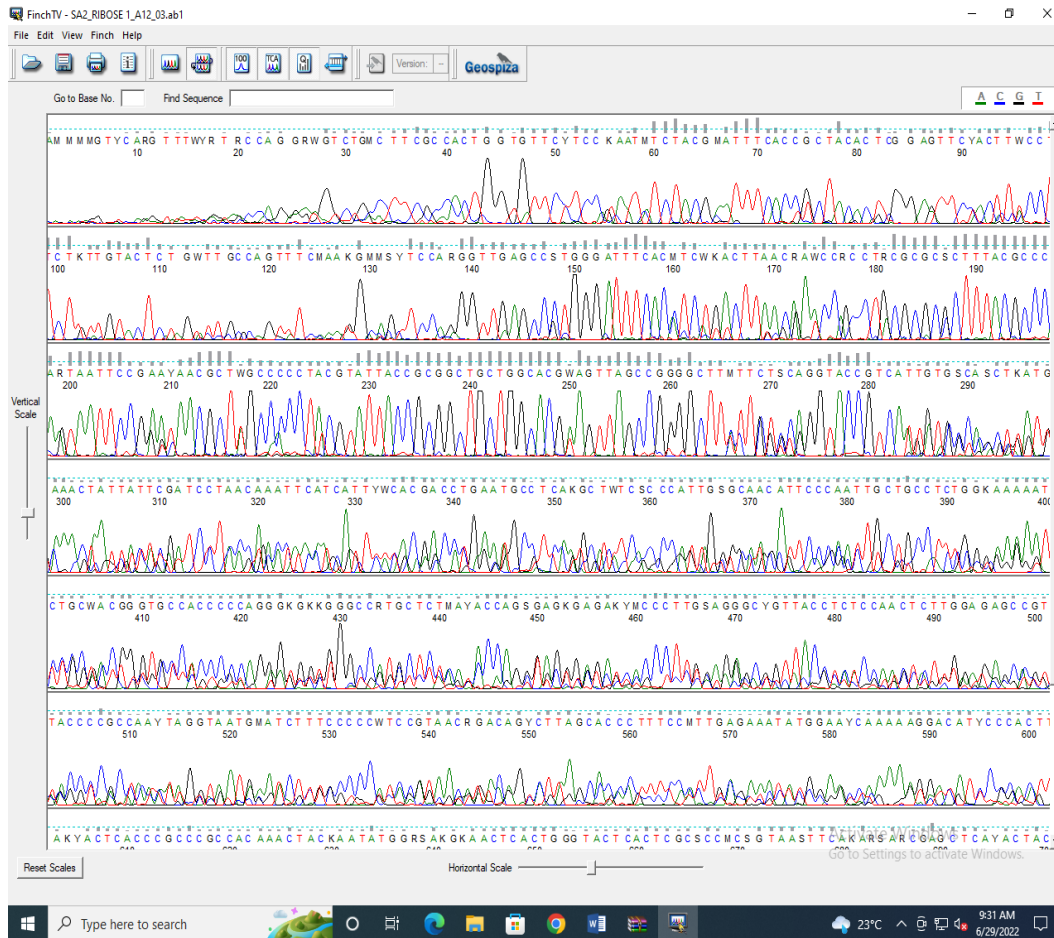 FinchTV - SA2_RIBOSE 1_A12_03.ab1
File Edit View Finch Help
100 TCA
Version: --
Geospiza
Go to Base No. Find Sequence
A C G T
AM M M MG T Y C A R G T T T W Y R T R C C A G G R W G T C T G M C T T C G C C A C T G G T G T T C Y T C C K A A T M T C T A C G M A T T T C A C C G C T A C A C T C G G A G T T C Y A C T T W C C T
10 20 30 40 50 60 70 80 90
T C T K T T G T A C T C T G W T T G C C A G T T T C M A A K G M M S Y T C C A R G G T T G A G C C S T G G G A T T T C A C M T C W K A C T T A A C R A W C C R C C T R C G C G C S C T T T A C G C C C
100 110 120 130 140 150 160 170 180 190
A R T A A T T C C G A A Y A A C G C T W G C C C C C T A C G T A T T A C C G C G G C T G C T G G C A C G W A G T T A G C C G G G G C T T M T T C T G C A G G T A C C G T C A T T G T G S C A S C T K A T G
200 210 220 230 240 250 260 270 280 290
Vertical
Scale
A A A C T A T T A T T C G A T C C T A A C A A A T T C A T C A T T Y W C A C G A C C T G A A T G C C T C A K G C T W T C S C C C A T T G S G C A A C A T T C C C A A T T G C T G C C T C T G G K A A A A A T
300 310 320 330 340 350 360 370 380 390 400
C T G C W A C G G G T G C C A C C C C C A G G G K G K K G G G C C R T G C T C T M A Y A C C A G S G A G K G A G A K Y M C C C T T G S A G G G C Y G T T A C C T C T C C A A C T C T T G G A G A G C C G T
410 420 430 440 450 460 470 480 490 500
T A C C C C G C C A A Y T A G G T A A T G M A T C T T T C C C C C W T C C G T A A C R G A C A G Y C T T A G C A C C C T T T C C M T T G A G A A A T A T G G A A Y C A A A A A G G A C A T Y C C C A C T T
510 520 530 540 550 560 570 580 590 600
A K Y A C T C A C C C G C C C G C C A C A A A C T A C K A A T A T G G R S A K G K A A C T C A C T G G G T A C T C A C T C G C S C C M C S G T A A S T T C A K A R S A R C G A G C T C A Y A C T A C
Activate Windows
Go to Settings to activate Windows.
Reset Scales Horizontal Scale
Type here to search
23°C
9:31 AM
6/29/2022